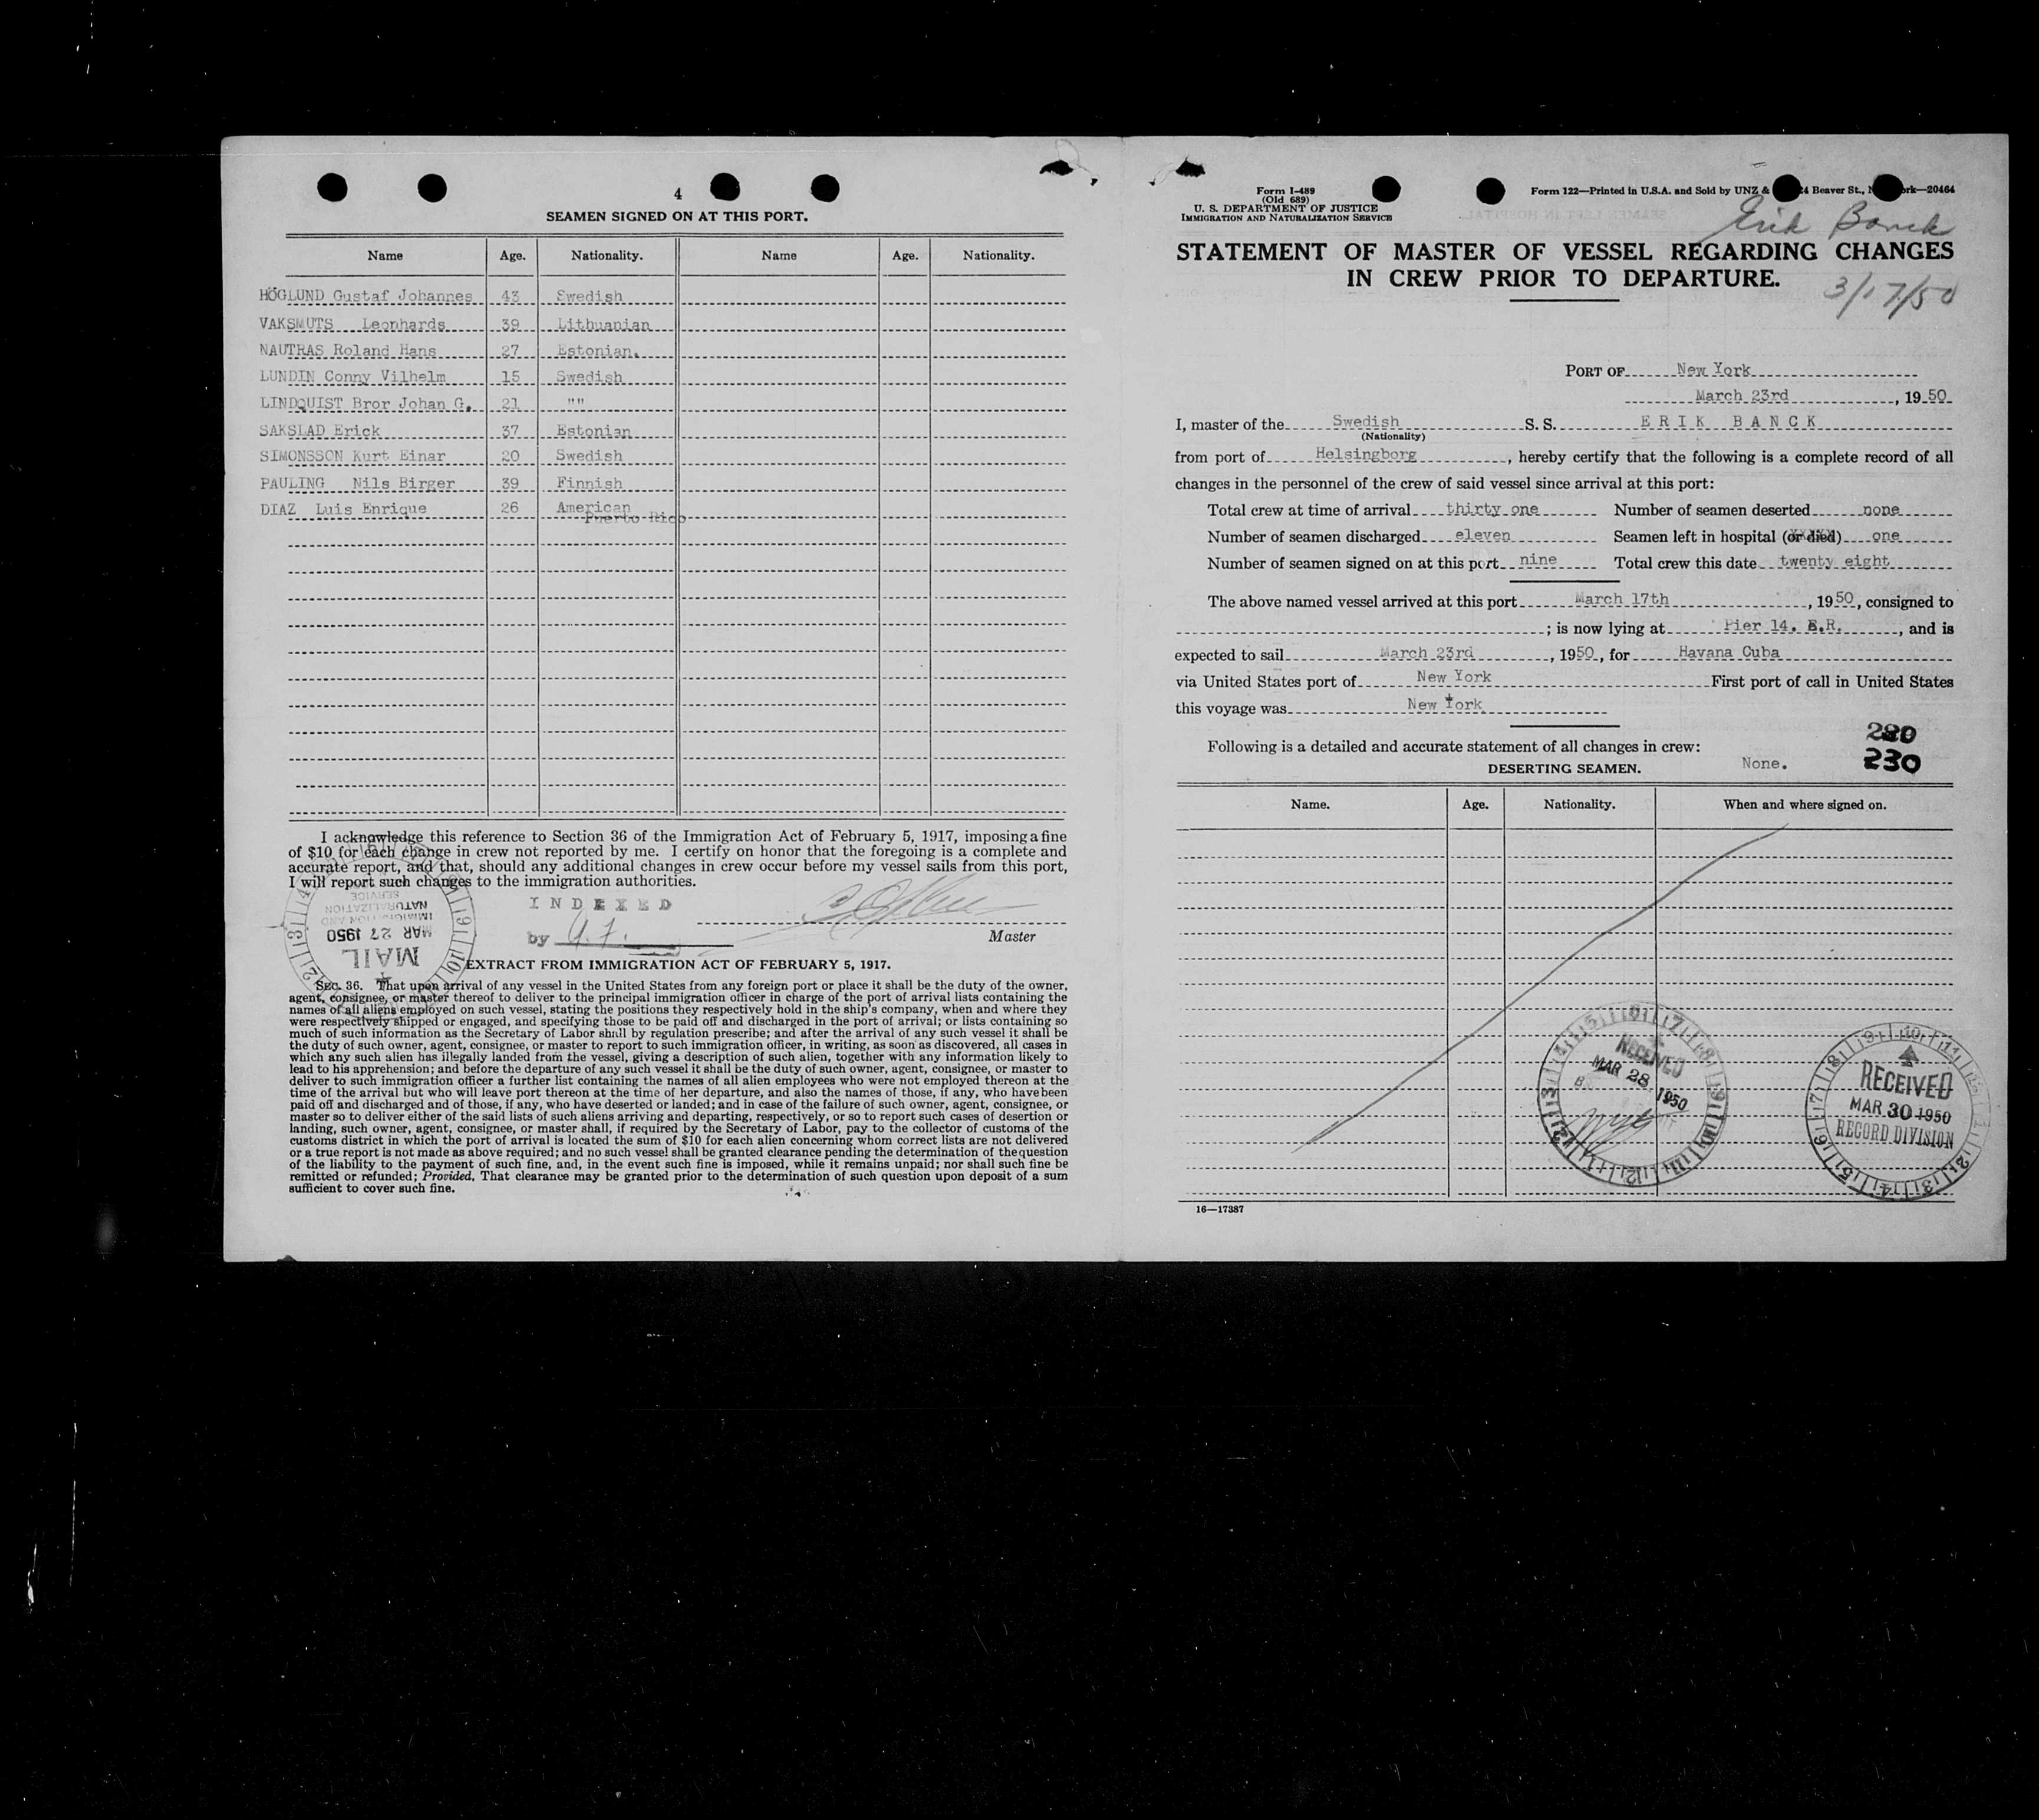 4
SEAMEN SIGNED ON AT THIS PORT.
Name Age. Nationality. Name Age. Nationality.
HÖGLUND Gustaf Johannes 43 Swedish
VAKSMUTS Leonhards 39 Lithuanian
NAUTRAS Roland Hans 27 Estonian.
LUNDIN Conny Vilhelm 15 Swedish
LINDQUIST Bror Johan G. 21 """"
SAKSLAD Erick 37 Estonian
SIMONSSON Kurt Einar 20 Swedish
PAULING Nils Birger 39 Finnish
DIAZ Luis Enrique 26 American
Puerto Rico
I acknowledge this reference to Section 36 of the Immigration Act of February 5, 1917, imposing a fine
of $10 for each change in crew not reported by me. I certify on honor that the foregoing is a complete and
accurate report, and that, should any additional changes in crew occur before my vessel sails from this port,
I will report such changes to the immigration authorities.
INDEXED
by
Master
IMMIGRATION AND
NATURALIZATION
SERVICE
MAR 27 1950
MAIL
EXTRACT FROM IMMIGRATION ACT OF FEBRUARY 5, 1917.
SEC. 36. That upon arrival of any vessel in the United States from any foreign port or place it shall be the duty of the owner,
agent, consignee, or master thereof to deliver to the principal immigration officer in charge of the port of arrival lists containing the
names of all aliens employed on such vessel, stating the positions they respectively hold in the ship's company, when and where they
were respectively shipped or engaged, and specifying those to be paid off and discharged in the port of arrival; or lists containing so
much of such information as the Secretary of Labor shall by regulation prescribe; and after the arrival of any such vessel it shall be
the duty of such owner, agent, consignee, or master to report to such immigration officer, in writing, as soon as discovered, all cases in
which any such alien has illegally landed from the vessel, giving a description of such alien, together with any information likely to
lead to his apprehension; and before the departure of any such vessel it shall be the duty of such owner, agent, consignee, or master to
deliver to such immigration officer a further list containing the names of all alien employees who were not employed thereon at the
time of the arrival but who will leave port thereon at the time of her departure, and also the names of those, if any, who have been
paid off and discharged and of those, if any, who have deserted or landed; and in case of the failure of such owner, agent, consignee, or
master so to deliver either of the said lists of such aliens arriving and departing, respectively, or so to report such cases of desertion or
landing, such owner, agent, consignee, or master shall, if required by the Secretary of Labor, pay to the collector of customs of the
customs district in which the port of arrival is located the sum of $10 for each alien concerning whom correct lists are not delivered
or a true report is not made as above required; and no such vessel shall be granted clearance pending the determination of the question
of the liability to the payment of such fine, and, in the event such fine is imposed, while it remains unpaid; nor shall such fine be
remitted or refunded; Provided, That clearance may be granted prior to the determination of such question upon deposit of a sum
sufficient to cover such fine.
Form I-489
(Old 689)
U. S. DEPARTMENT OF JUSTICE
IMMIGRATION AND NATURALIZATION SERVICE
Form 122—Printed in U.S.A. and Sold by UNZ & Beaver St., 20464
Erik Banck
STATEMENT OF MASTER OF VESSEL REGARDING CHANGES
IN CREW PRIOR TO DEPARTURE.
3/17/50
PORT OF New York
March 23rd, 1950
I, master of the Swedish S. S. ERIK BANCK
(Nationality)
from port of Helsingborg, hereby certify that the following is a complete record of all
changes in the personnel of the crew of said vessel since arrival at this port:
Total crew at time of arrival thirty one Number of seamen deserted none
Number of seamen discharged eleven Seamen left in hospital (or died) one
Number of seamen signed on at this port nine Total crew this date twenty eight
The above named vessel arrived at this port March 17th, 1950, consigned to
; is now lying at Pier 14. E.R., and is
expected to sail March 23rd, 1950, for Havana Cuba
via United States port of New York First port of call in United States
this voyage was New York
Following is a detailed and accurate statement of all changes in crew:
280
230
DESERTING SEAMEN. None.
Name. Age. Nationality. When and where signed on.
RECEIVED
MAR 28 1950
RECEIVED
MAR 30 1950
RECORD DIVISION
16—17387